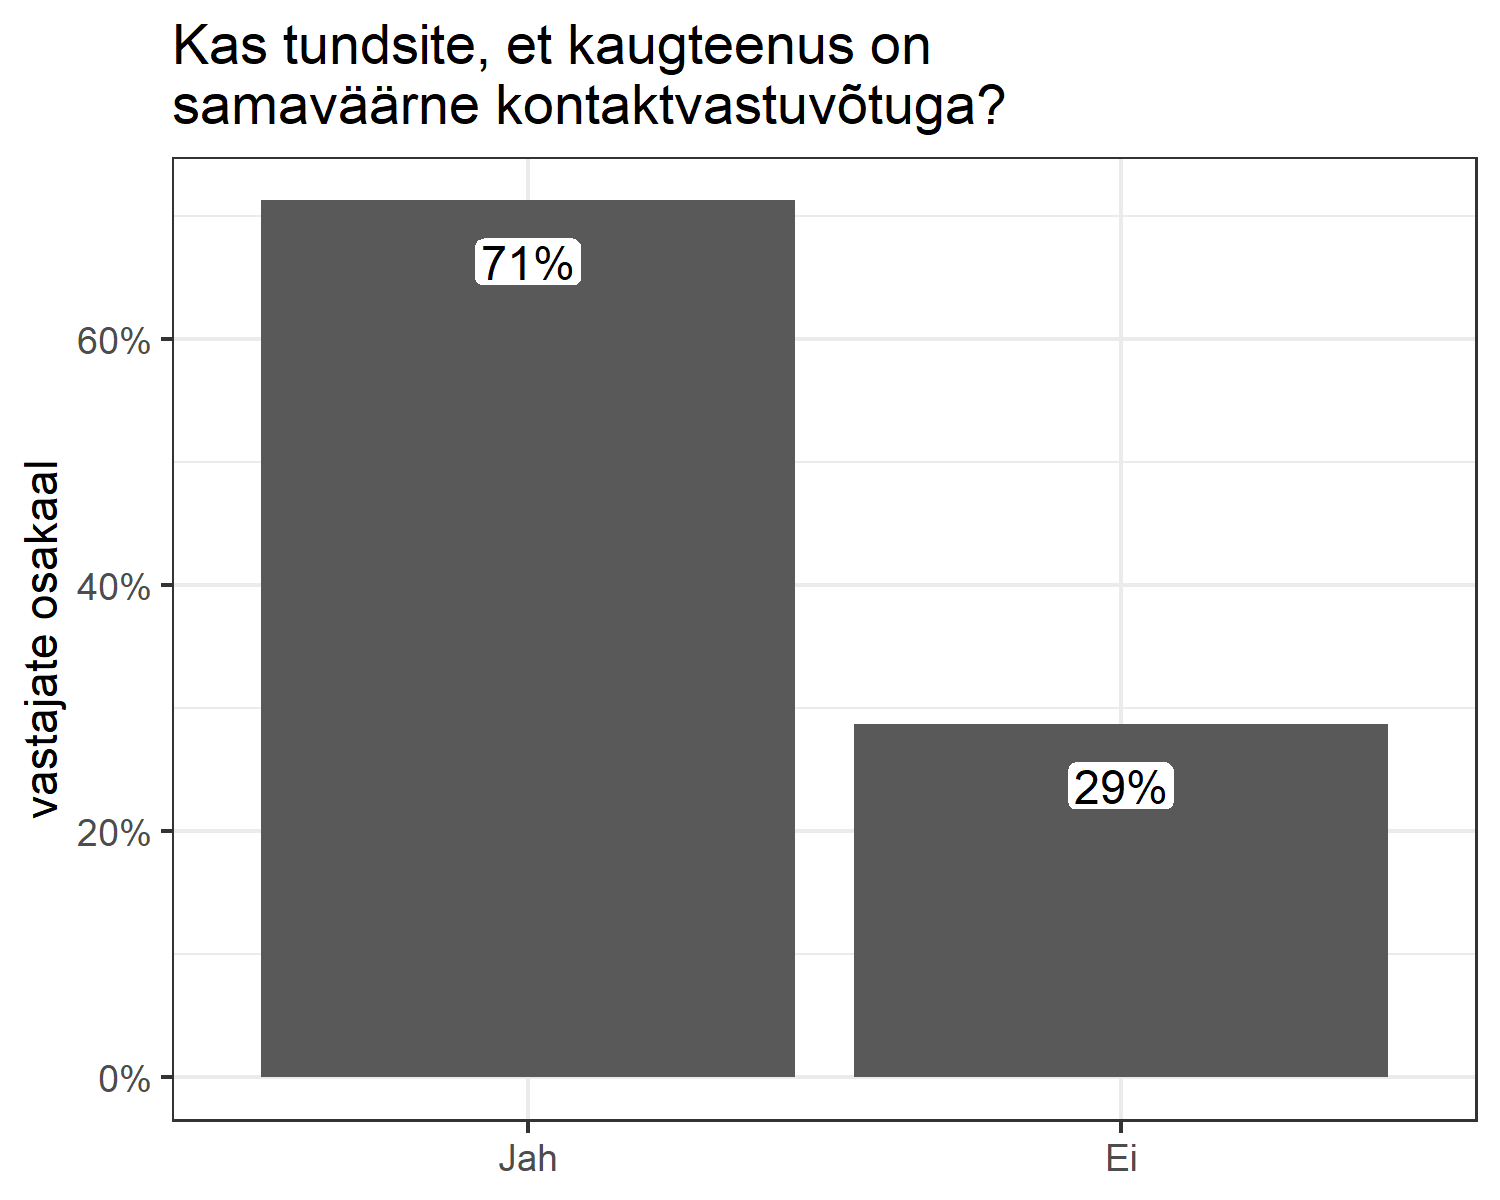 Kas tundsite, et kaugteenus on
samaväärne kontaktvastuvõtuga?
71%
29%
60%
40%
20%
0%
vastajate osakaal
Jah
Ei